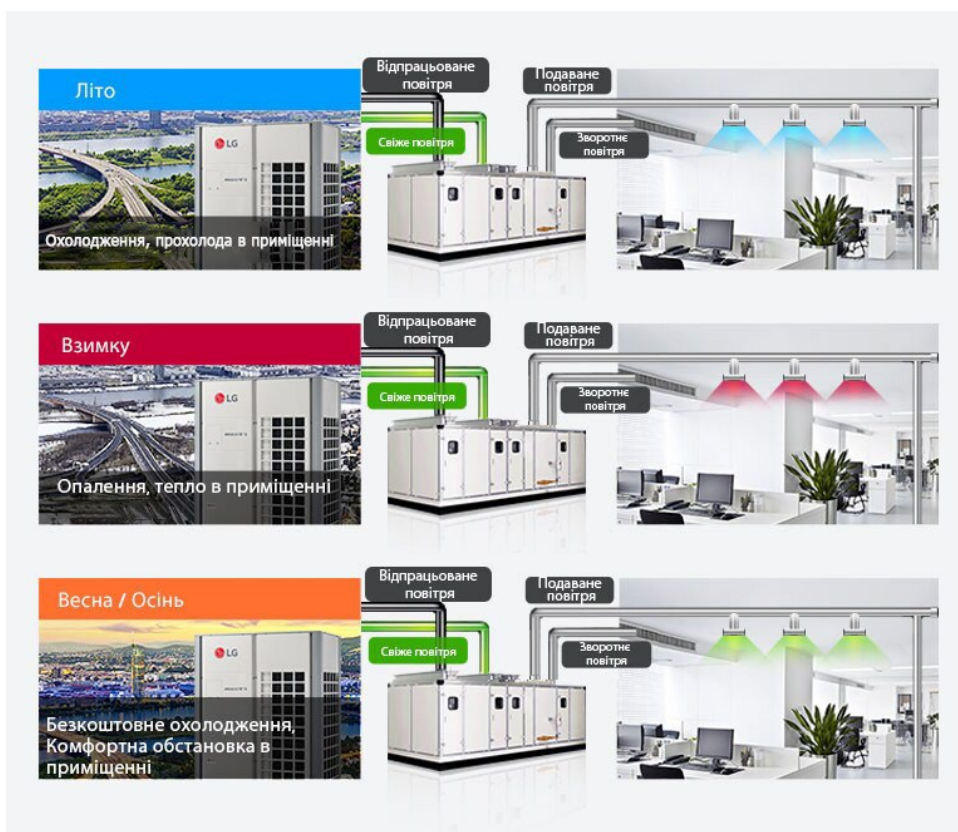 Літо
Відпрацьоване
повітря
Подаване
повітря
Свіже повітря
Зворотнє
повітря
LG
Охолодження, прохолода в приміщенні
Взимку
Відпрацьоване
повітря
Подаване
повітря
Свіже повітря
Зворотнє
повітря
LG
Опалення, тепло в приміщенні
Весна / Осінь
Відпрацьоване
повітря
Подаване
повітря
Свіже повітря
Зворотнє
повітря
LG
Безкоштовне охолодження,
Комфортна обстановка в
приміщенні